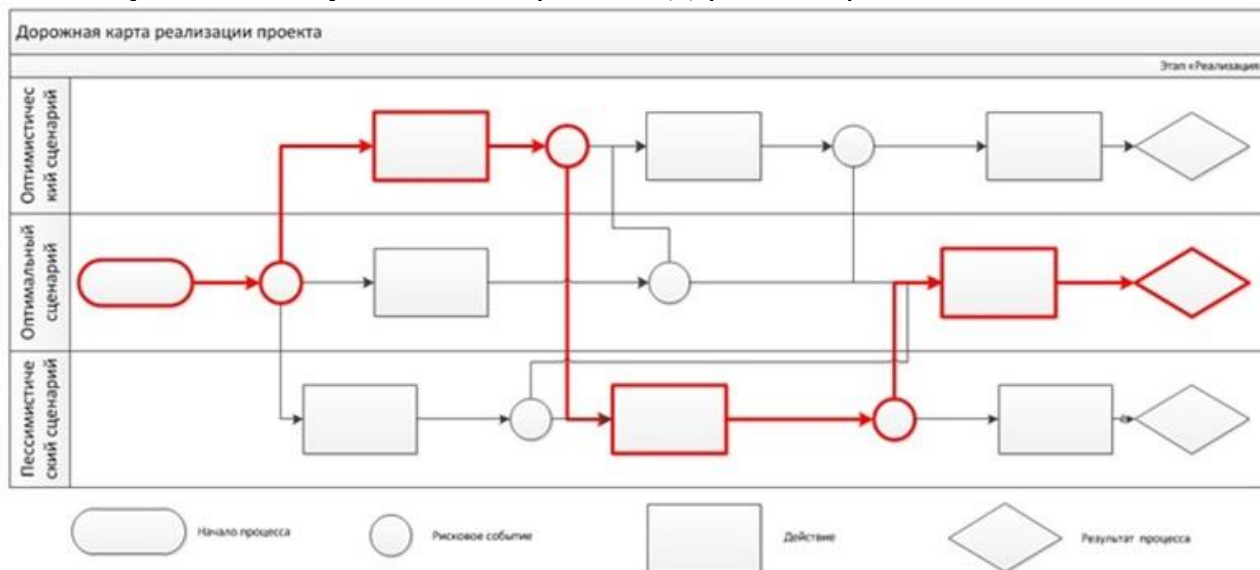 Дорожная карта реализации проекта
Этап «Реализация
Оптимистичес
кий сценарий
Оптимальный
сценарий
Пессимистиче
ский сценарий
Начало процесса
Рисковое событие
Действие
Результат процесса